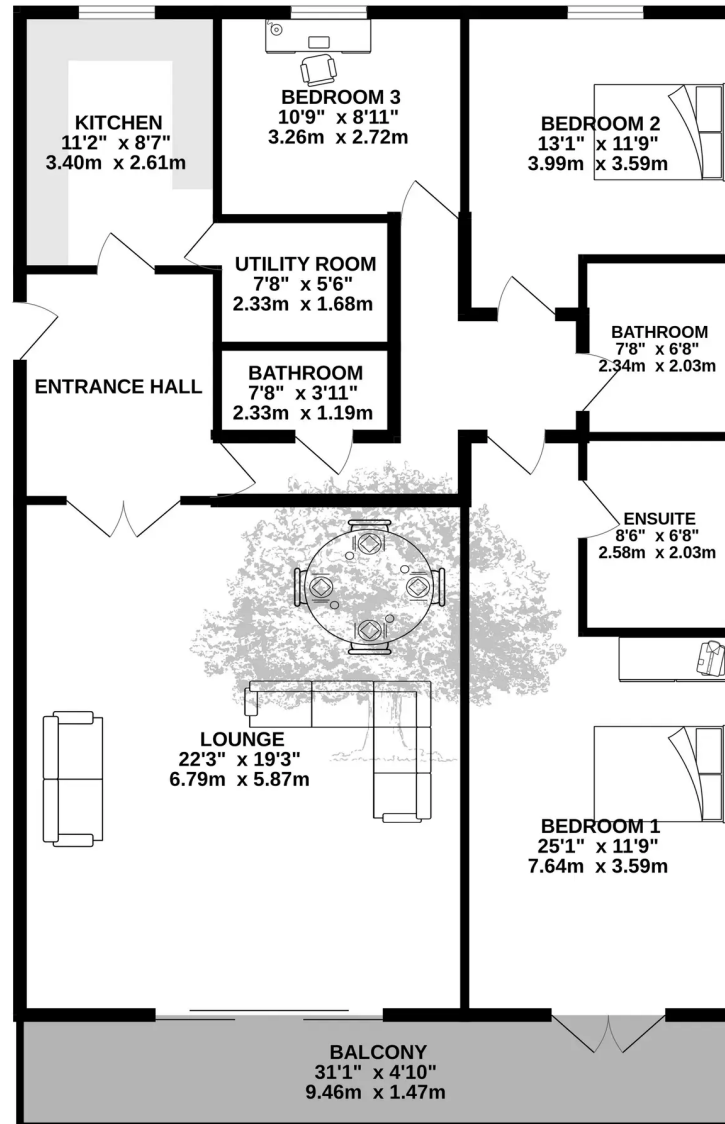 KITCHEN
11'2" x 8'7"
3.40m x 2.61m
BEDROOM 3
10'9" x 8'11"
3.26m x 2.72m
BEDROOM 2
13'1" x 11'9"
3.99m x 3.59m
UTILITY ROOM
7'8" x 5'6"
2.33m x 1.68m
BATHROOM
7'8" x 6'8"
2.34m x 2.03m
ENTRANCE HALL
BATHROOM
7'8" x 3'11"
2.33m x 1.19m
ENSUITE
8'6" x 6'8"
2.58m x 2.03m
LOUNGE
22'3" x 19'3"
6.79m x 5.87m
BEDROOM 1
25'1" x 11'9"
7.64m x 3.59m
BALCONY
31'1" x 4'10"
9.46m x 1.47m